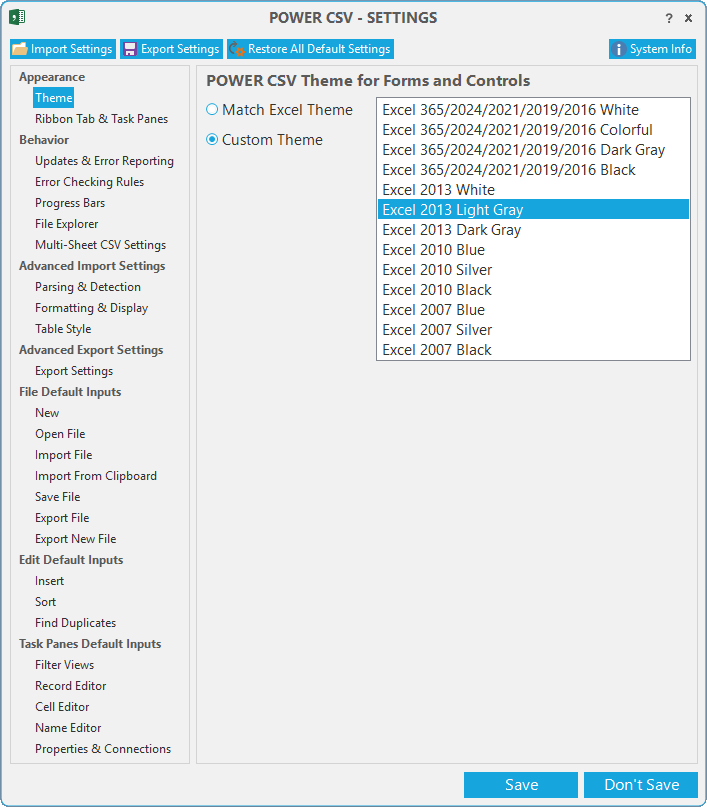 POWER CSV - SETTINGS
? x
Import Settings
Export Settings
Restore All Default Settings
System Info
Appearance
Theme
Ribbon Tab & Task Panes
Behavior
Updates & Error Reporting
Error Checking Rules
Progress Bars
File Explorer
Multi-Sheet CSV Settings
Advanced Import Settings
Parsing & Detection
Formatting & Display
Table Style
Advanced Export Settings
Export Settings
File Default Inputs
New
Open File
Import File
Import From Clipboard
Save File
Export File
Export New File
Edit Default Inputs
Insert
Sort
Find Duplicates
Task Panes Default Inputs
Filter Views
Record Editor
Cell Editor
Name Editor
Properties & Connections
POWER CSV Theme for Forms and Controls
Match Excel Theme
Custom Theme
Excel 365/2024/2021/2019/2016 White
Excel 365/2024/2021/2019/2016 Colorful
Excel 365/2024/2021/2019/2016 Dark Gray
Excel 365/2024/2021/2019/2016 Black
Excel 2013 White
Excel 2013 Light Gray
Excel 2013 Dark Gray
Excel 2010 Blue
Excel 2010 Silver
Excel 2010 Black
Excel 2007 Blue
Excel 2007 Silver
Excel 2007 Black
Save
Don't Save